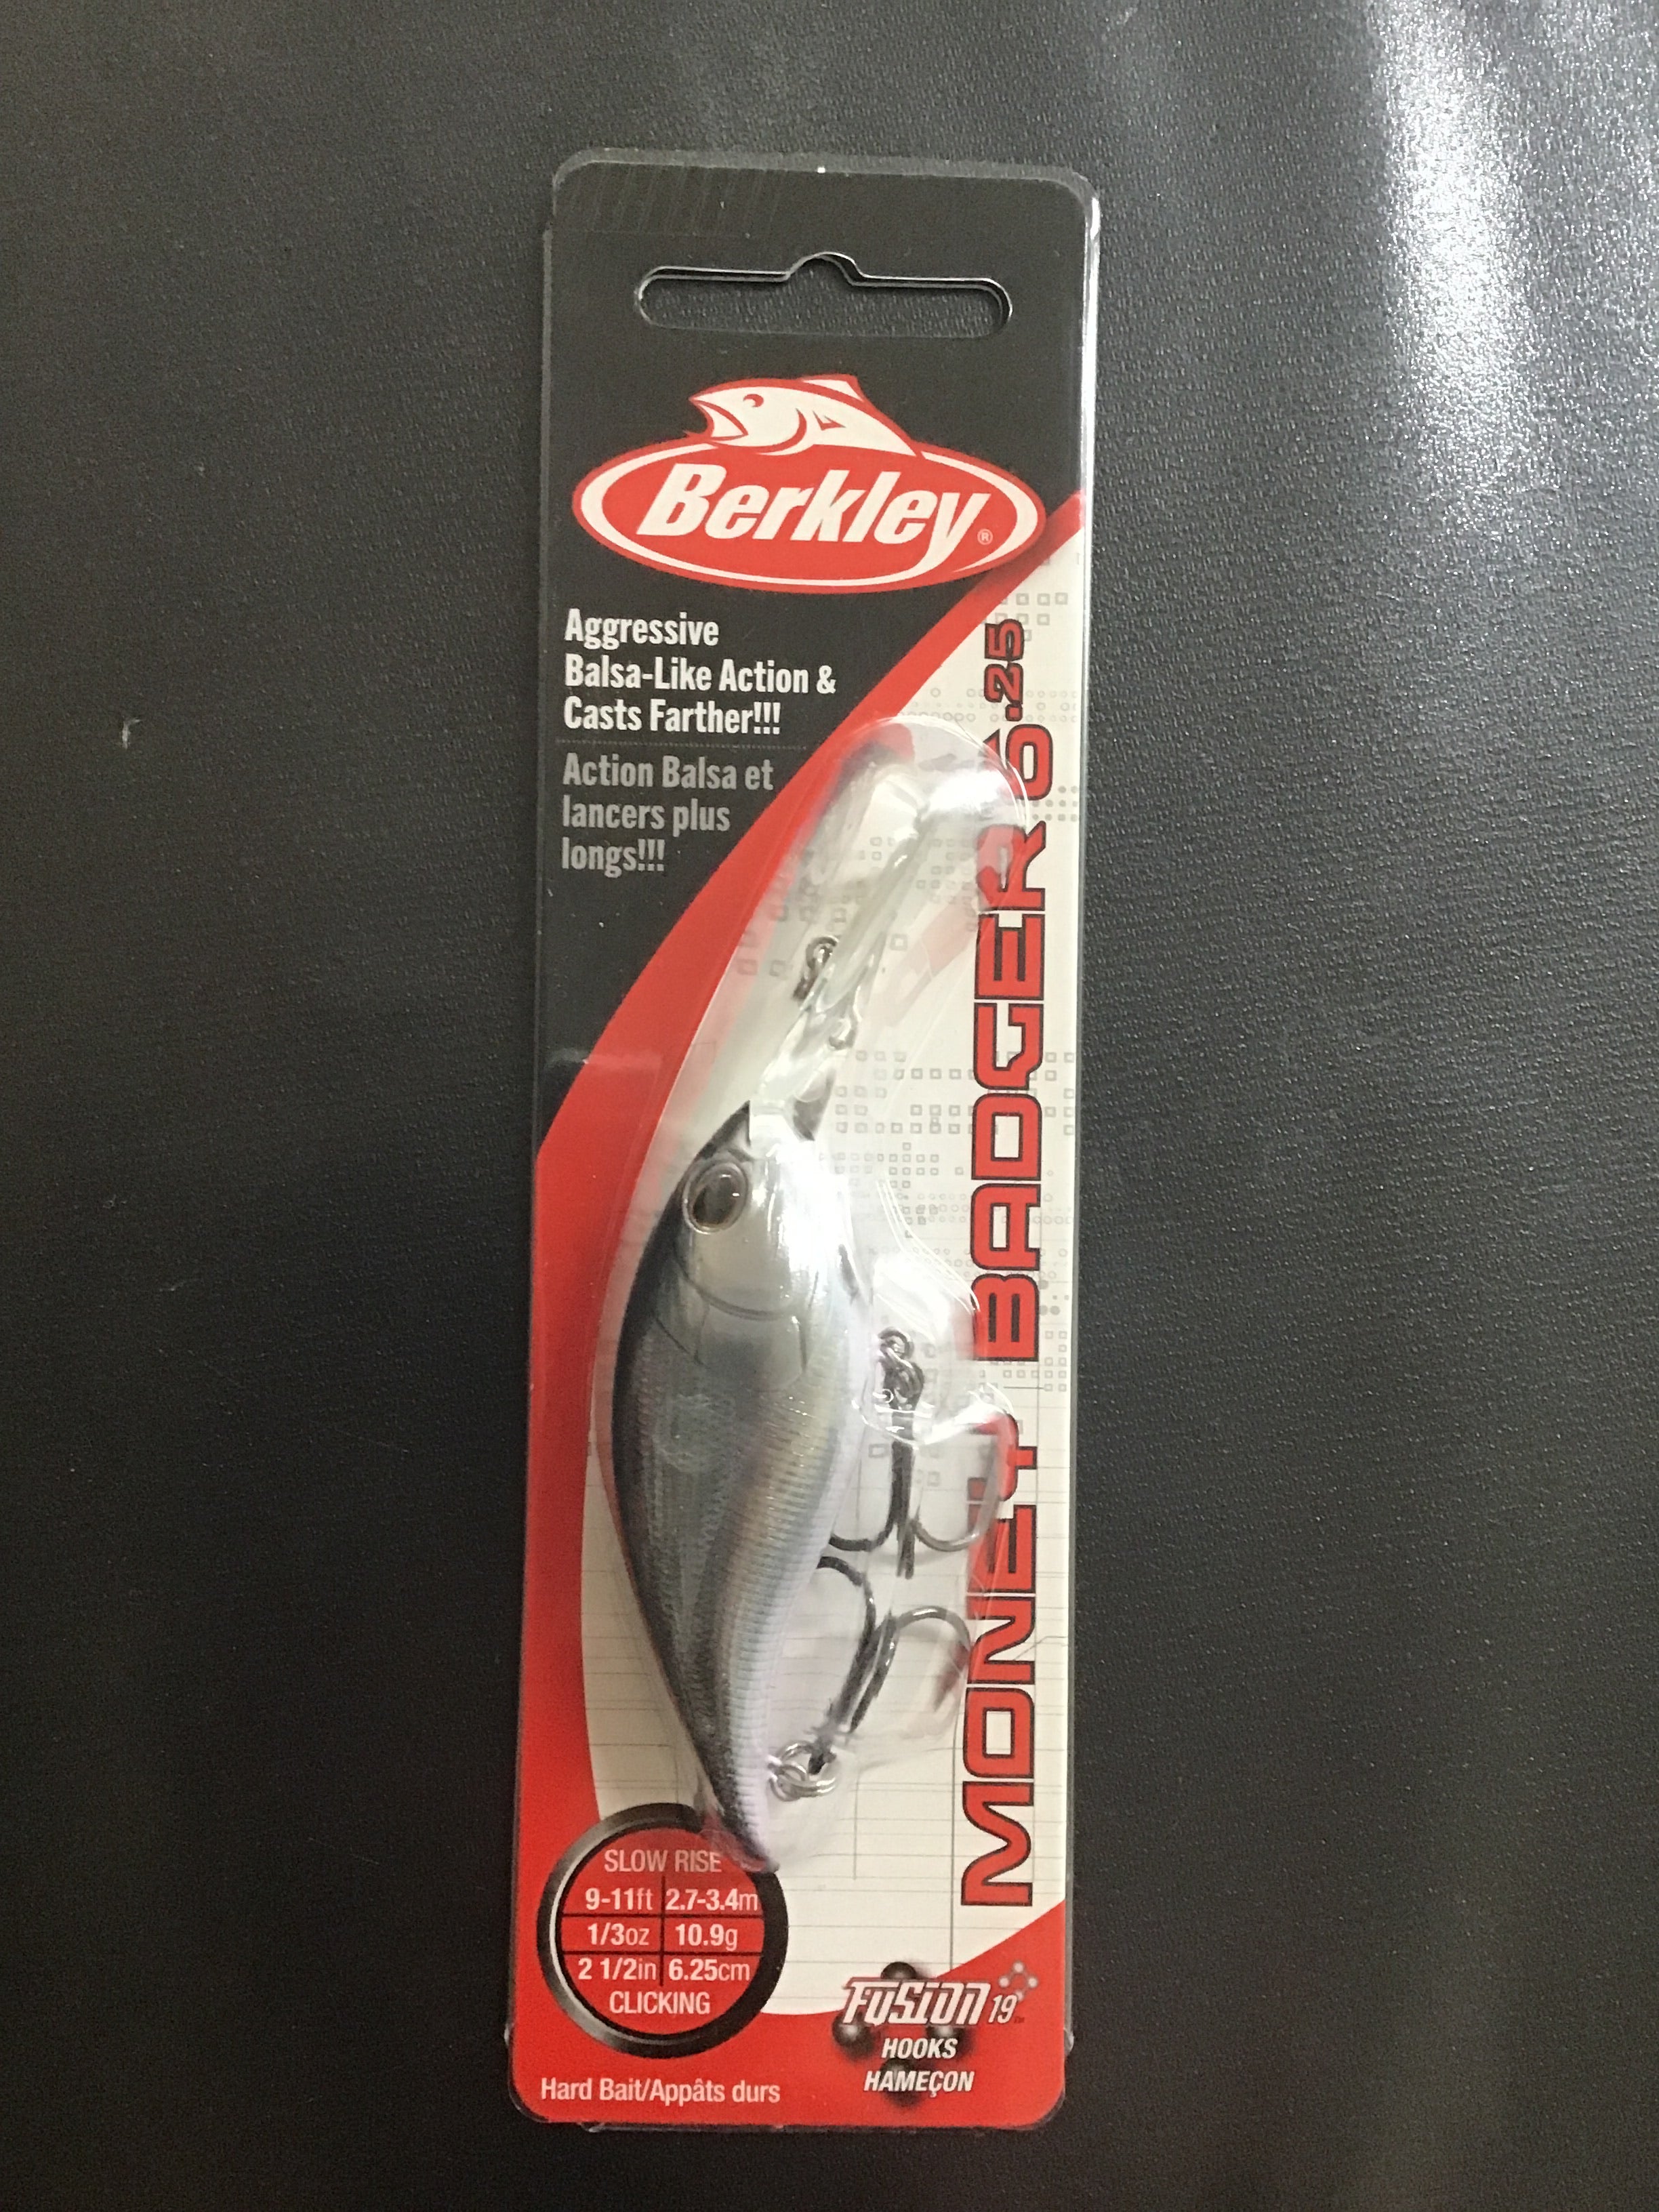 Berkley®
Aggressive
Balsa-Like Action &
Casts Farther!!!
Action Balsa et
lancers plus
longs!!!
MONEY BADGER 6.25
SLOW RISE
9-11ft 2.7-3.4m
1/3oz 10.9g
2 1/2in 6.25cm
CLICKING
Fusion 19
HOOKS
HAMEÇON
Hard Bait/Appâts durs